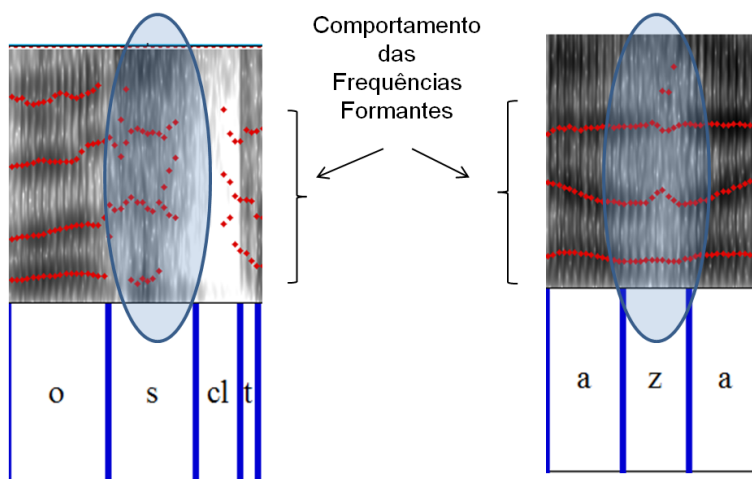 Comportamento
das
Frequências
Formantes
o s cl t
a z a